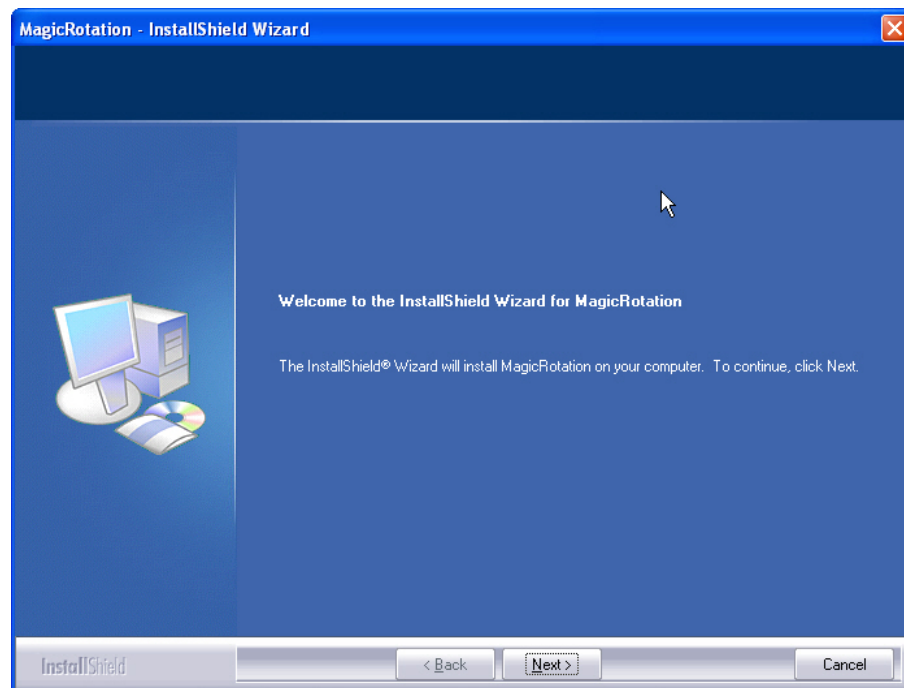 MagicRotation - InstallShield Wizard
Welcome to the InstallShield Wizard for MagicRotation
The InstallShield® Wizard will install MagicRotation on your computer. To continue, click Next.
InstallShield
< Back
Next >
Cancel